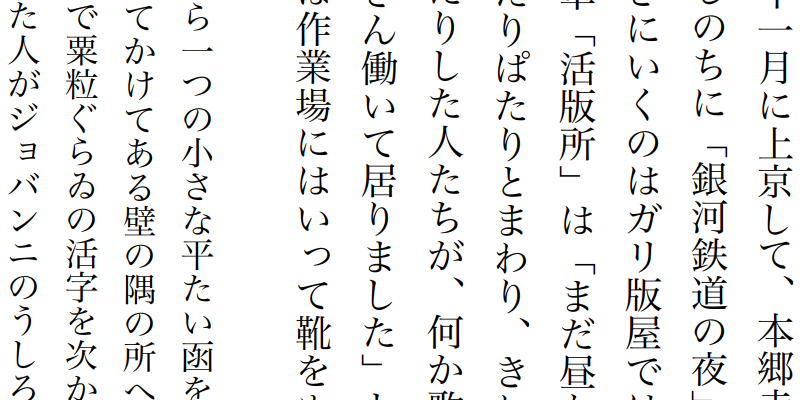 一月に上京して、本郷
のちに「銀河鉄道の夜」
にいくのはガリ版屋で
「活版所」は「まだ昼
たりぱたりとまわり、き
たりした人たちが、何か歌
さん働いて居りました」
は作業場にはいって靴を
ら一つの小さな平たい函を
てかけてある壁の隅の所へ
で粟粒ぐらゐの活字を次か
た人がジョバンニのうしろ